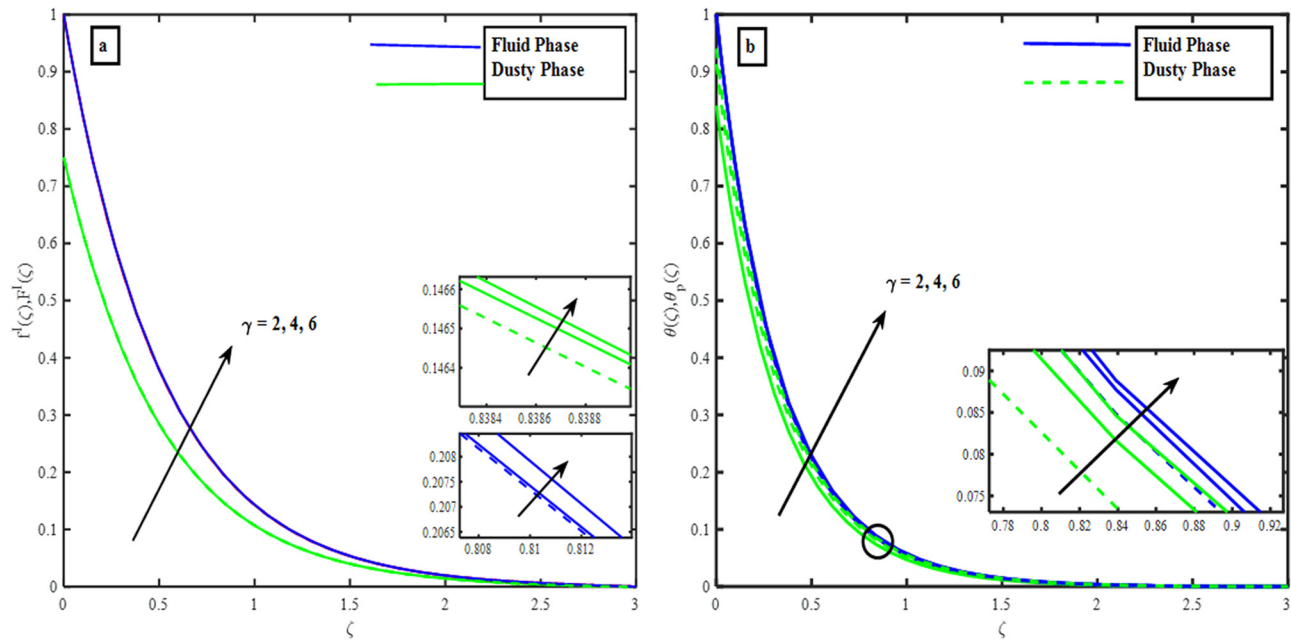 a
Fluid Phase
Dusty Phase
1
0.9
0.8
0.7
0.6
0.5
0.4
0.3
0.2
0.1
0
f^I(ζ),F^I(ζ)
γ = 2, 4, 6
0.1466
0.1465
0.1464
0.8384 0.8386 0.8388
0.208
0.2075
0.207
0.2065
0.808 0.81 0.812
0 0.5 1 1.5 2 2.5 3
ζ
b
Fluid Phase
Dusty Phase
1
0.9
0.8
0.7
0.6
0.5
0.4
0.3
0.2
0.1
0
θ(ζ),θ_p(ζ)
γ = 2, 4, 6
0.09
0.085
0.08
0.075
0.78 0.8 0.82 0.84 0.86 0.88 0.9 0.92
0 0.5 1 1.5 2 2.5 3
ζ